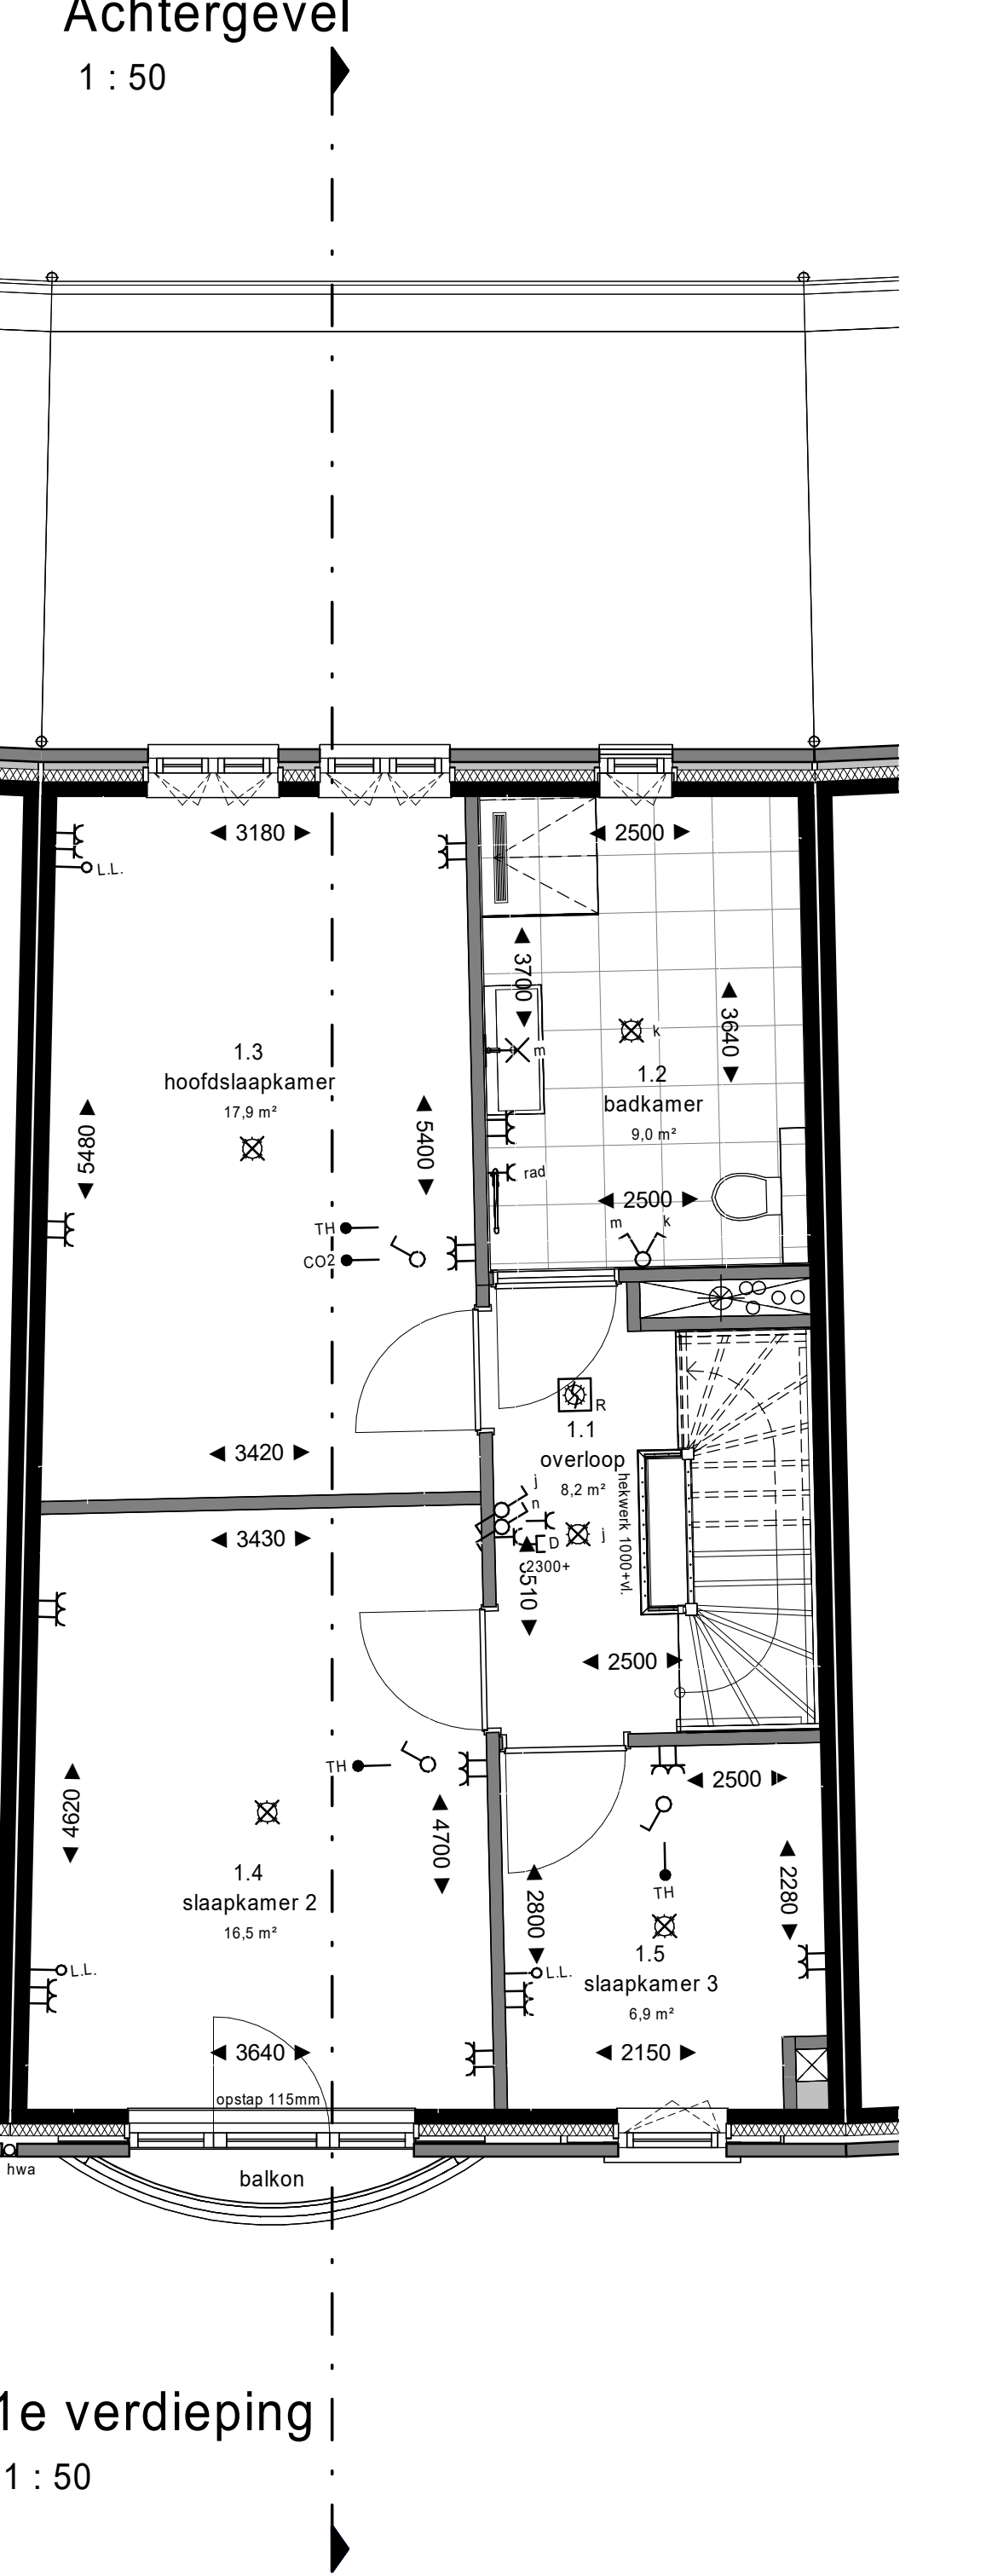 Achtergevel
1 : 50
3180
2500
L.L.
3700
3640
k
m
1.3
hoofdslaapkamer
17,9 m²
1.2
badkamer
9,0 m²
5480
5400
rad
2500
m
k
TH
CO2
R
1.1
overloop
8,2 m²
3420
hekwerk 1000+vl.
j
n
D
j
3430
2300+
3510
2500
TH
2500
4620
4700
1.4
slaapkamer 2
16,5 m²
2800
2280
TH
1.5
slaapkamer 3
6,9 m²
L.L.
L.L.
3640
2150
opstap 115mm
hwa
balkon
1e verdieping
1 : 50